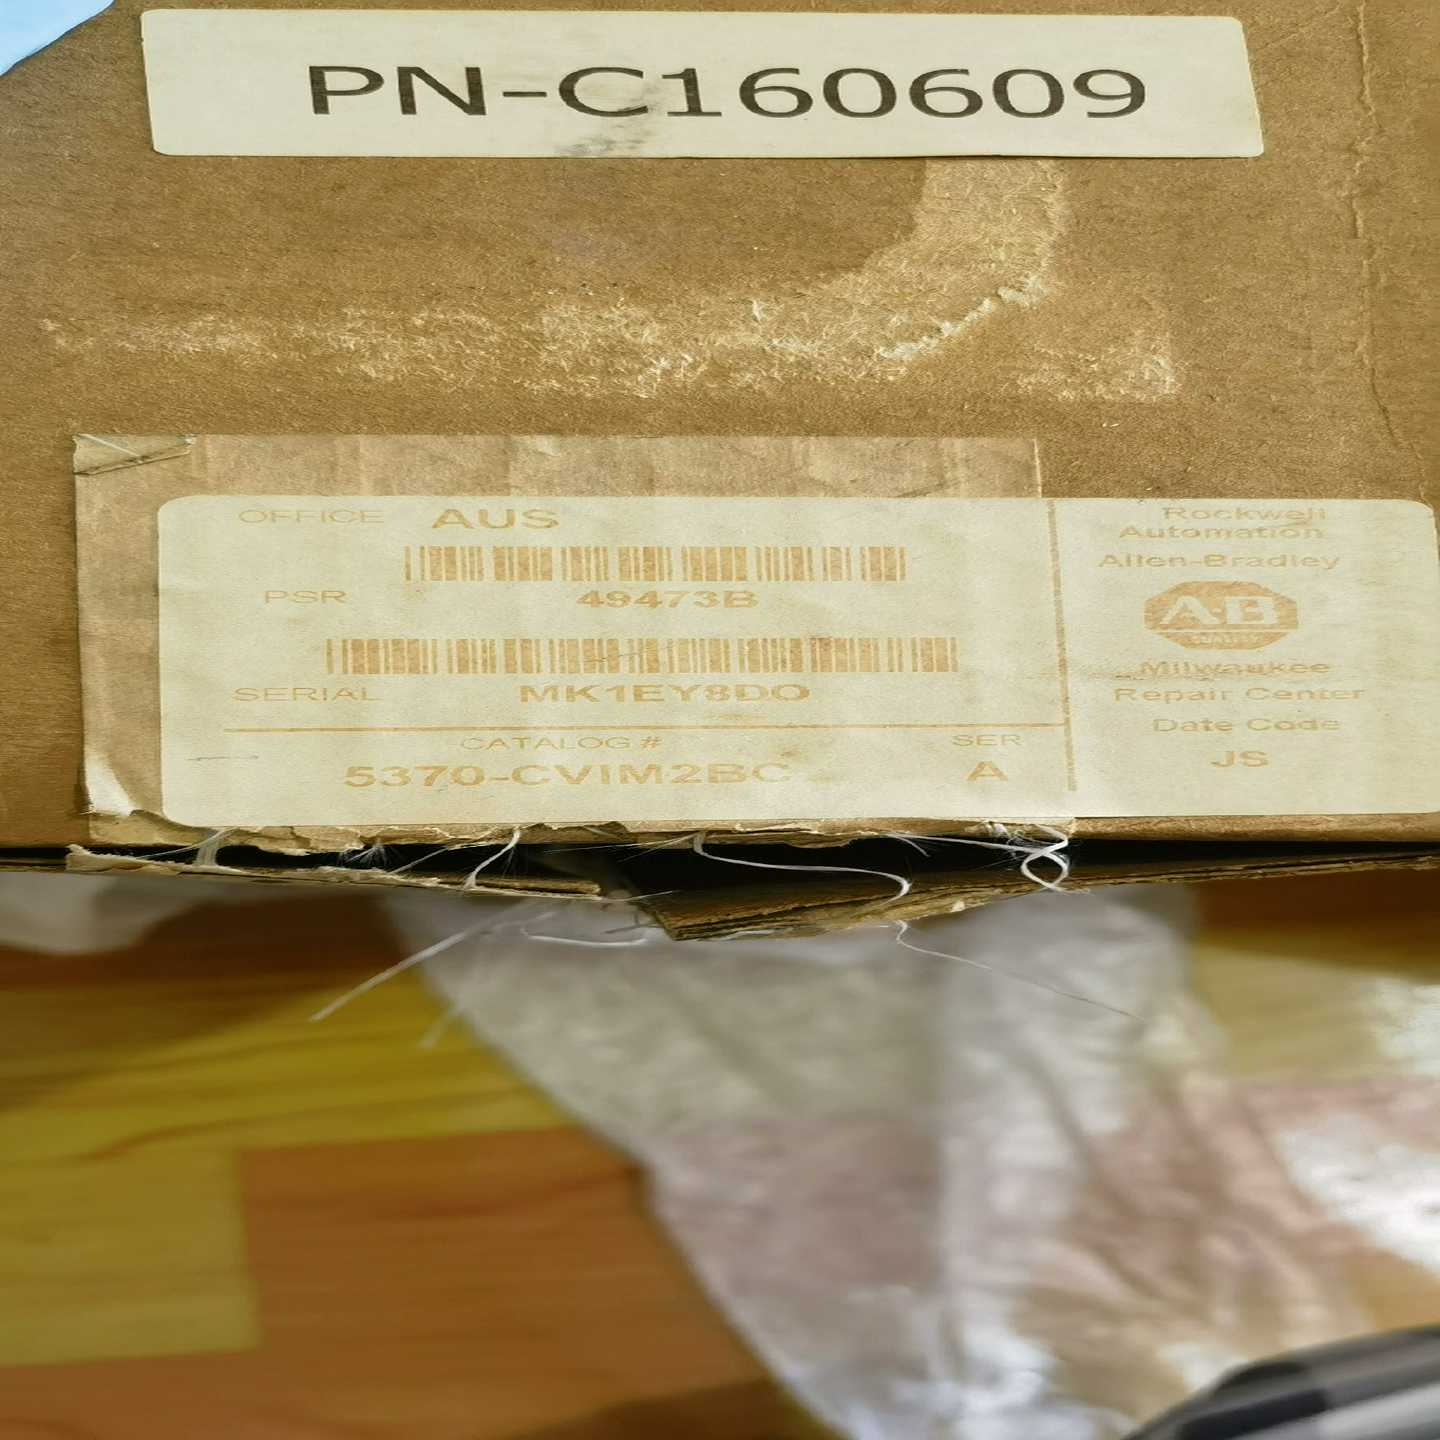 PN-C160609
OFFICE AUS
PSR 49473B
SERIAL MK1EY8DO
CATALOG # SER
5370-CVIM2BC A
Rockwell
Automation
Allen-Bradley
A-B
Milwaukee
Repair Center
Date Code
JS